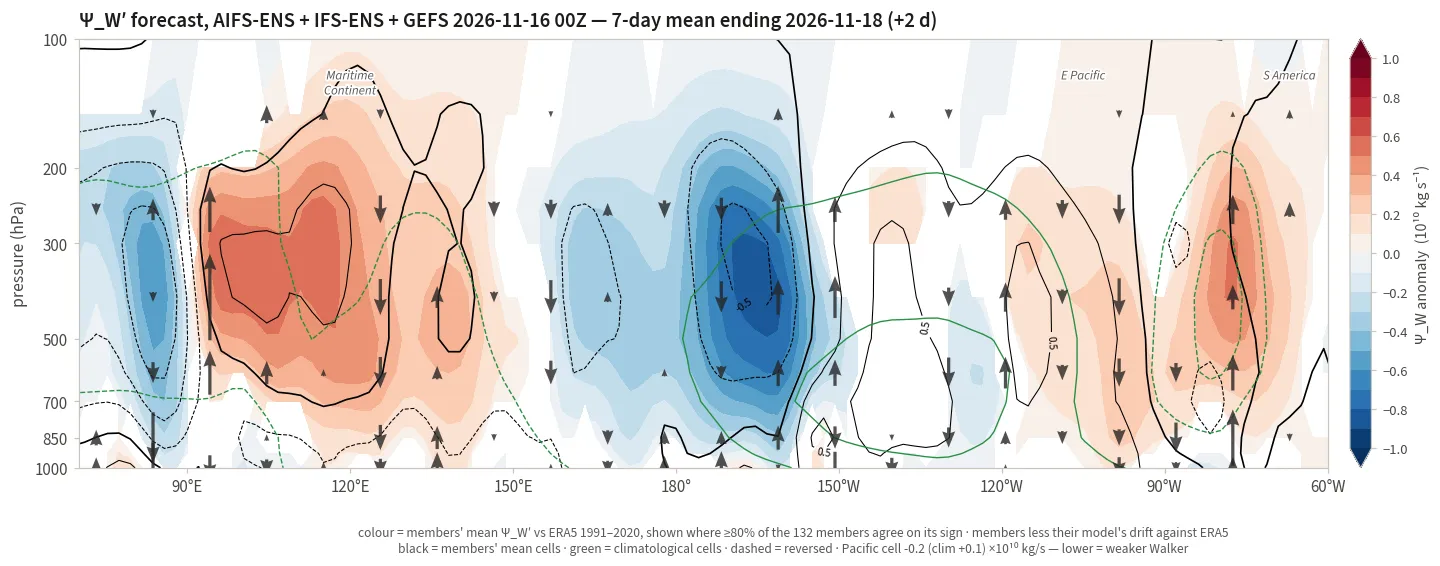 Ψ_W′ forecast, AIFS-ENS + IFS-ENS + GEFS 2026-11-16 00Z — 7-day mean ending 2026-11-18 (+2 d)
100
200
300
400
500
700
850
1000
pressure (hPa)
Maritime
Continent
E Pacific
S America
-0.5
0.5
0.5
0.5
90°E
120°E
150°E
180°
150°W
120°W
90°W
60°W
1.0
0.8
0.6
0.4
0.2
0.0
−0.2
−0.4
−0.6
−0.8
−1.0
Ψ_W anomaly (10¹⁰ kg s⁻¹)
colour = members' mean Ψ_W′ vs ERA5 1991–2020, shown where ≥80% of the 132 members agree on its sign · members less their model's drift against ERA5
black = members' mean cells · green = climatological cells · dashed = reversed · Pacific cell -0.2 (clim +0.1) ×10¹⁰ kg/s — lower = weaker Walker